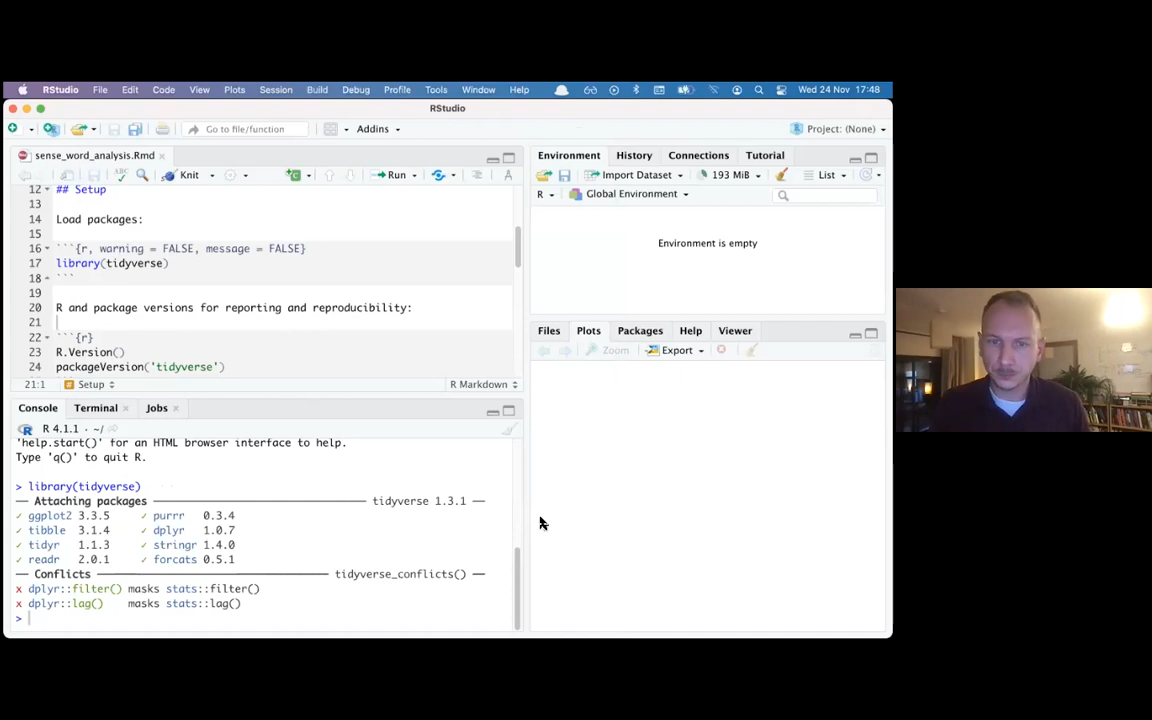 RStudio File Edit Code View Plots Session Build Debug Profile Tools Window Help Wed 24 Nov 17:48
RStudio
Go to file/function Addins Project: (None)
sense_word_analysis.Rmd
ABC Knit Run
12 ## Setup
13
14 Load packages:
15
16 ```{r, warning = FALSE, message = FALSE}
17 library(tidyverse)
18 ```
19
20 R and package versions for reporting and reproducibility:
21
22 ```{r}
23 R.Version()
24 packageVersion('tidyverse')
21:1 Setup R Markdown
Console Terminal Jobs
R 4.1.1 · ~/
'help.start()' for an HTML browser interface to help.
Type 'q()' to quit R.
> library(tidyverse)
── Attaching packages ── tidyverse 1.3.1 ──
✓ ggplot2 3.3.5 ✓ purrr 0.3.4
✓ tibble 3.1.4 ✓ dplyr 1.0.7
✓ tidyr 1.1.3 ✓ stringr 1.4.0
✓ readr 2.0.1 ✓ forcats 0.5.1
── Conflicts ── tidyverse_conflicts() ──
x dplyr::filter() masks stats::filter()
x dplyr::lag() masks stats::lag()
>
Environment History Connections Tutorial
Import Dataset 193 MiB List
R Global Environment
Environment is empty
Files Plots Packages Help Viewer
Zoom Export